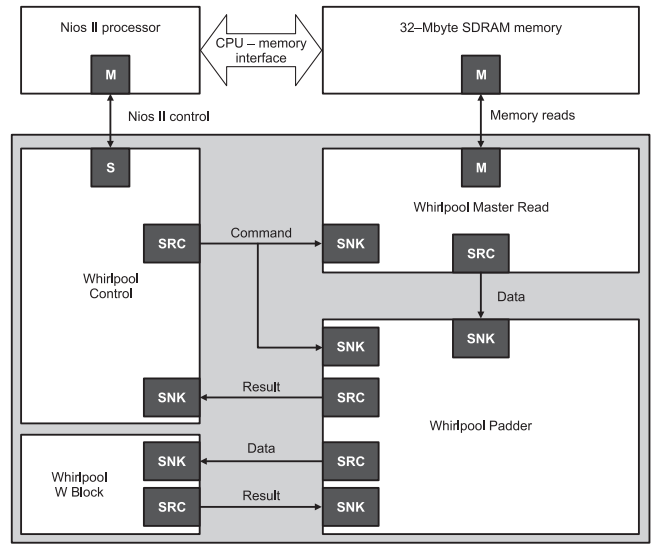 Nios II processor
CPU – memory
interface
32–Mbyte SDRAM memory
M
M
Nios II control
Memory reads
S
M
Whirlpool Master Read
SRC
Command
SNK
SRC
Whirlpool
Control
Data
SNK
SNK
SNK
Result
SRC
Whirlpool Padder
SNK
Data
SRC
Whirlpool
W Block
SRC
Result
SNK